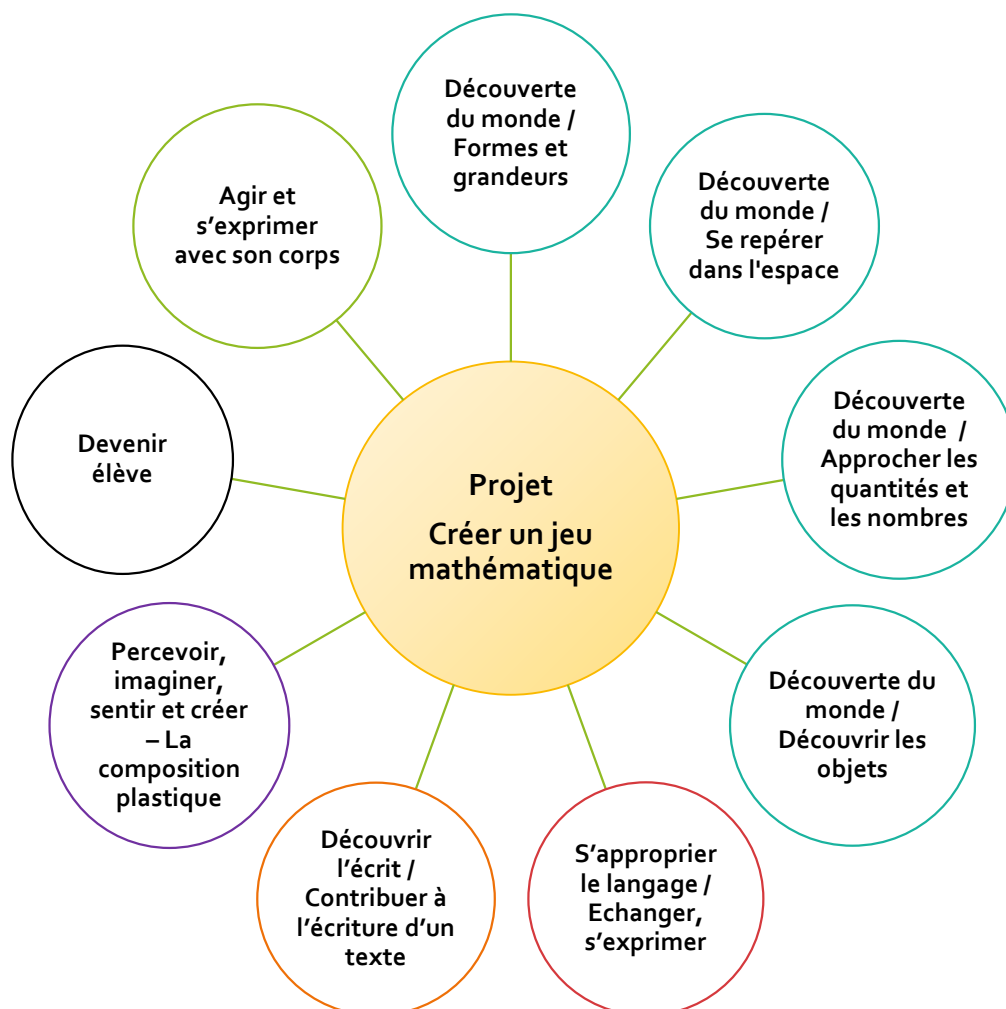 Découverte
du monde /
Formes et
grandeurs
Découverte
du monde /
Se repérer
dans l'espace
Découverte
du monde /
Approcher les
quantités et
les nombres
Découverte du
monde /
Découvrir les
objets
S'approprier
le langage /
Echanger,
s'exprimer
Découvrir
l'écrit /
Contribuer à
l'écriture d'un
texte
Percevoir,
imaginer,
sentir et créer
– La
composition
plastique
Devenir
élève
Agir et
s'exprimer
avec son corps
Projet
Créer un jeu
mathématique